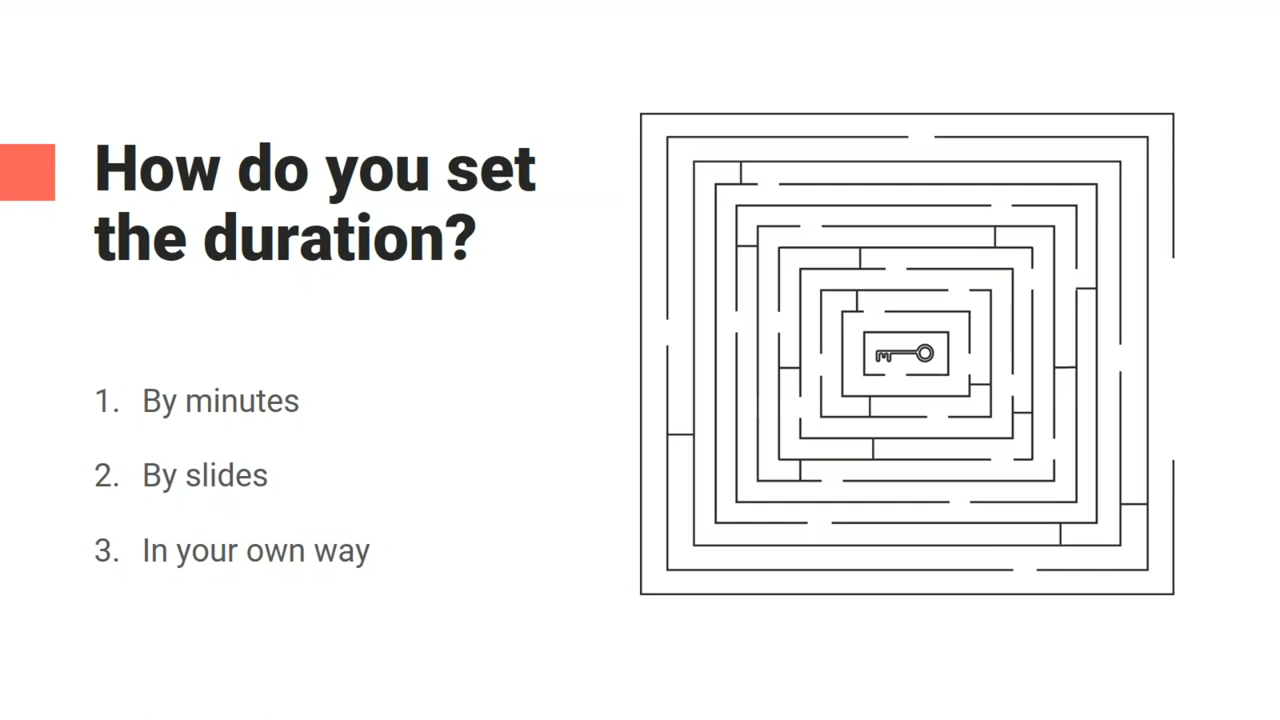 How do you set
the duration?
1. By minutes
2. By slides
3. In your own way